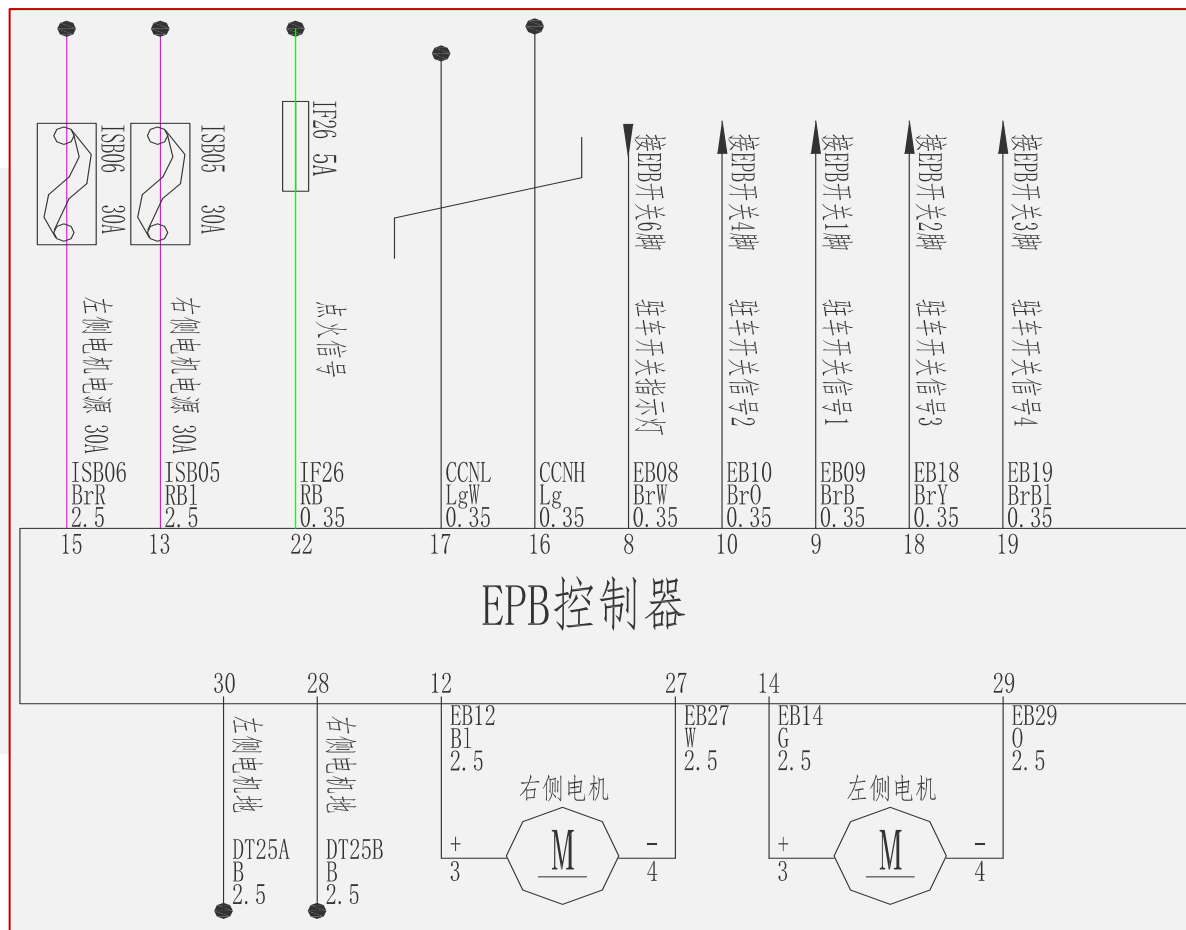 ISB06 30A
ISB05 30A
IF26 5A
接EPB开关6脚
接EPB开关4脚
接EPB开关1脚
接EPB开关2脚
接EPB开关3脚
左侧电机电源 30A
右侧电机电源 30A
点火信号
驻车开关指示灯
驻车开关信号2
驻车开关信号1
驻车开关信号3
驻车开关信号4
ISB06
BrR
2.5
ISB05
RBl
2.5
IF26
RB
0.35
CCNL
LgW
0.35
CCNH
Lg
0.35
EB08
BrW
0.35
EB10
BrO
0.35
EB09
BrB
0.35
EB18
BrY
0.35
EB19
BrBl
0.35
15 13 22 17 16 8 10 9 18 19
EPB控制器
30 28 12 27 14 29
左侧电机地
右侧电机地
EB12
Bl
2.5
EB27
W
2.5
EB14
G
2.5
EB29
O
2.5
右侧电机
左侧电机
DT25A
B
2.5
DT25B
B
2.5
+ M -
3 4
+ M -
3 4